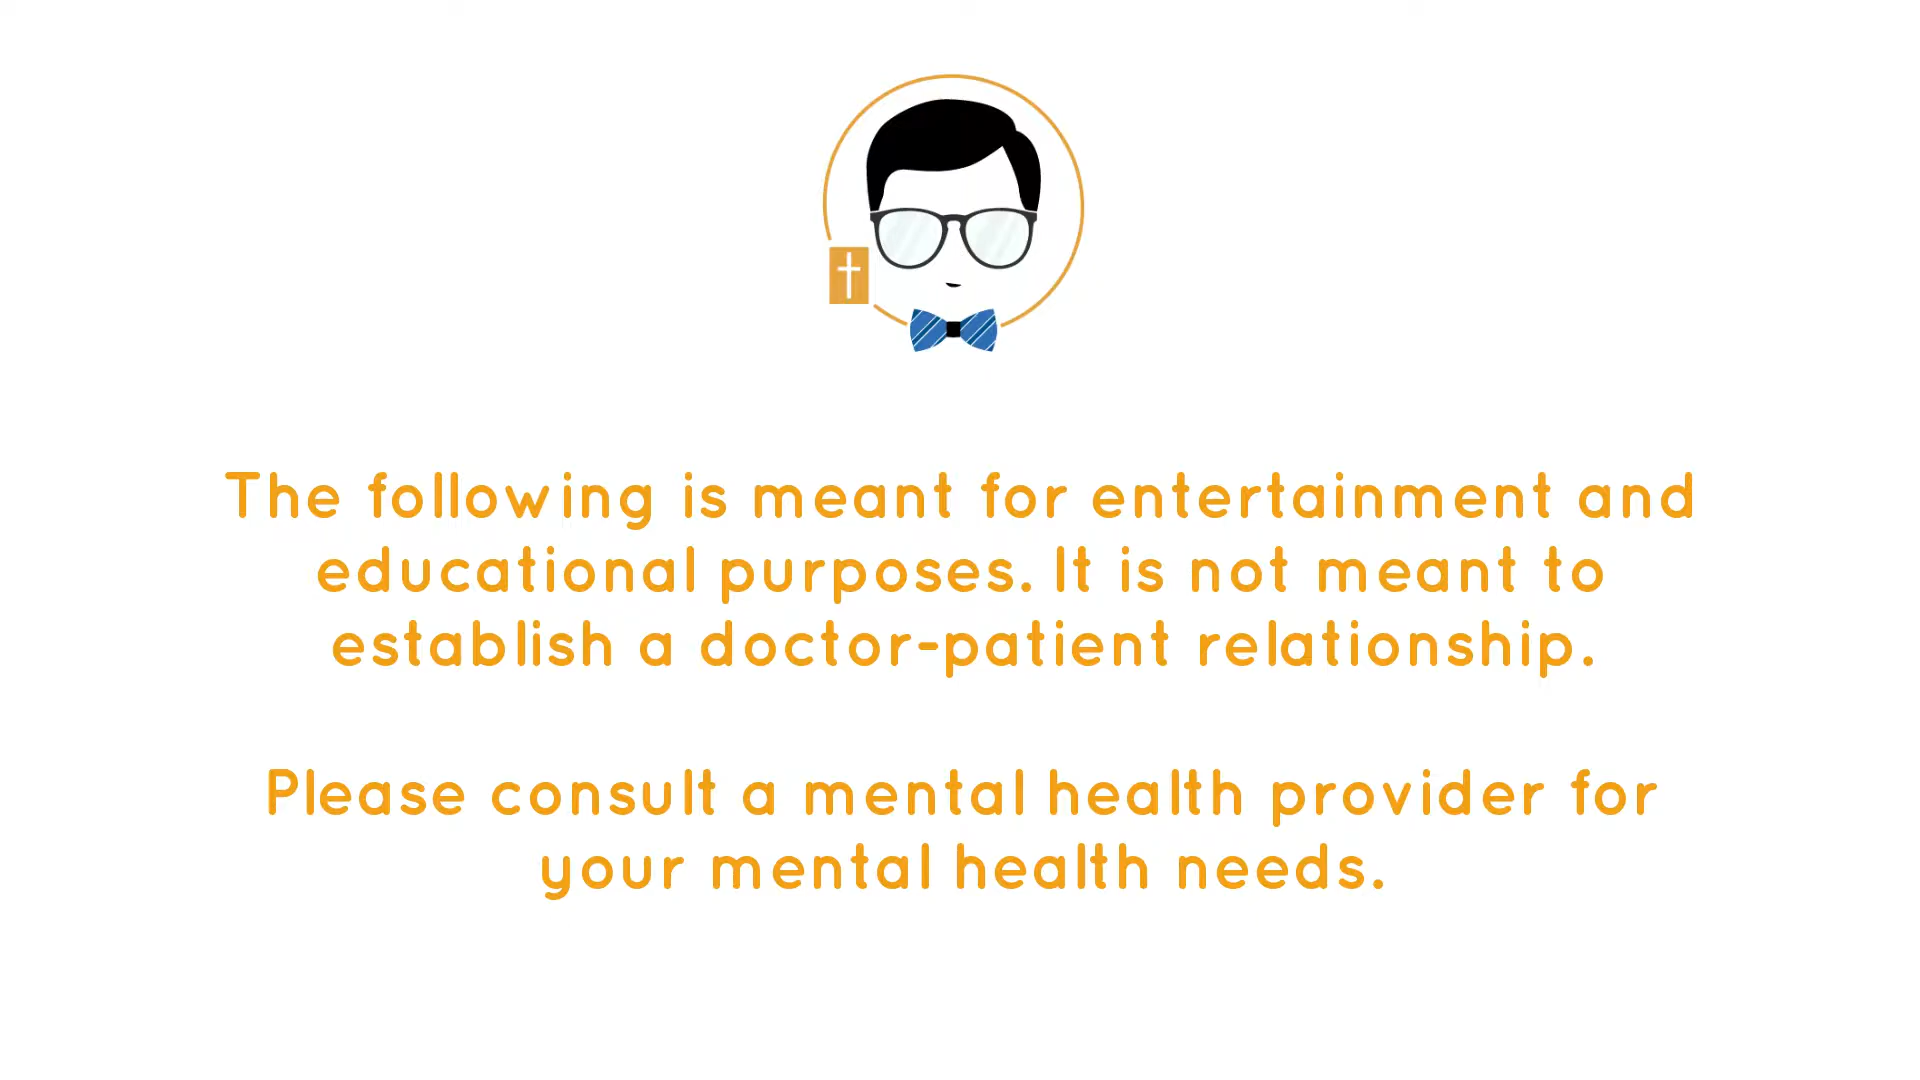 The following is meant for entertainment and
educational purposes. It is not meant to
establish a doctor-patient relationship.
Please consult a mental health provider for
your mental health needs.